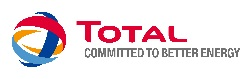 TOTAL
COMMITTED TO BETTER ENERGY